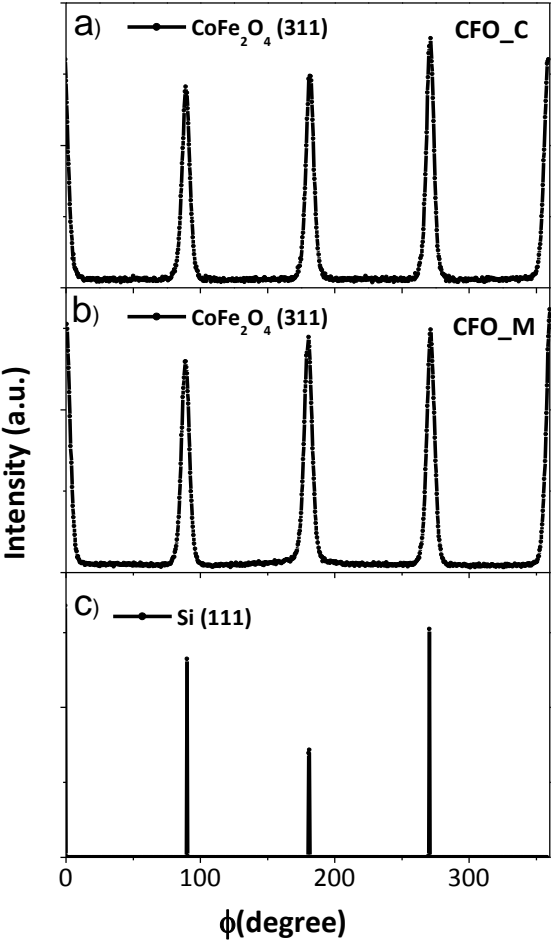 a) CoFe₂O₄ (311) CFO_C
b) CoFe₂O₄ (311) CFO_M
Intensity (a.u.)
c) Si (111)
0 100 200 300
ϕ(degree)